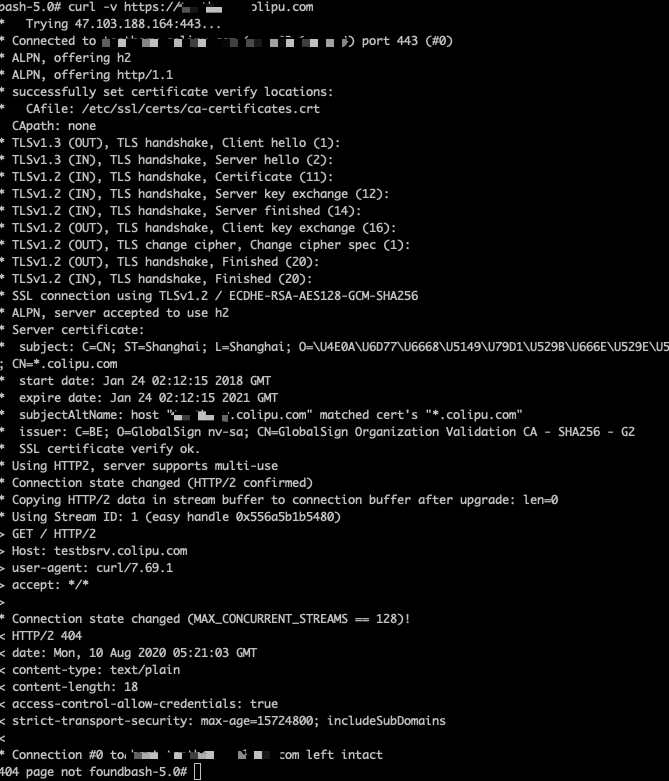 bash-5.0# curl -v https:// olipu.com
* Trying 47.103.188.164:443...
* Connected to port 443 (#0)
* ALPN, offering h2
* ALPN, offering http/1.1
* successfully set certificate verify locations:
* CAfile: /etc/ssl/certs/ca-certificates.crt
CApath: none
* TLSv1.3 (OUT), TLS handshake, Client hello (1):
* TLSv1.3 (IN), TLS handshake, Server hello (2):
* TLSv1.2 (IN), TLS handshake, Certificate (11):
* TLSv1.2 (IN), TLS handshake, Server key exchange (12):
* TLSv1.2 (IN), TLS handshake, Server finished (14):
* TLSv1.2 (OUT), TLS handshake, Client key exchange (16):
* TLSv1.2 (OUT), TLS change cipher, Change cipher spec (1):
* TLSv1.2 (OUT), TLS handshake, Finished (20):
* TLSv1.2 (IN), TLS handshake, Finished (20):
* SSL connection using TLSv1.2 / ECDHE-RSA-AES128-GCM-SHA256
* ALPN, server accepted to use h2
* Server certificate:
* subject: C=CN; ST=Shanghai; L=Shanghai; O=\U4E0A\U6D77\U6668\U5149\U79D1\U529B\U666E\U529E\U5
; CN=*.colipu.com
* start date: Jan 24 02:12:15 2018 GMT
* expire date: Jan 24 02:12:15 2021 GMT
* subjectAltName: host " .colipu.com" matched cert's "*.colipu.com"
* issuer: C=BE; O=GlobalSign nv-sa; CN=GlobalSign Organization Validation CA - SHA256 - G2
* SSL certificate verify ok.
* Using HTTP2, server supports multi-use
* Connection state changed (HTTP/2 confirmed)
* Copying HTTP/2 data in stream buffer to connection buffer after upgrade: len=0
* Using Stream ID: 1 (easy handle 0x556a5b1b5480)
> GET / HTTP/2
> Host: testbsrv.colipu.com
> user-agent: curl/7.69.1
> accept: */*
>
* Connection state changed (MAX_CONCURRENT_STREAMS == 128)!
< HTTP/2 404
< date: Mon, 10 Aug 2020 05:21:03 GMT
< content-type: text/plain
< content-length: 18
< access-control-allow-credentials: true
< strict-transport-security: max-age=15724800; includeSubDomains
<
* Connection #0 to com left intact
404 page not foundbash-5.0#